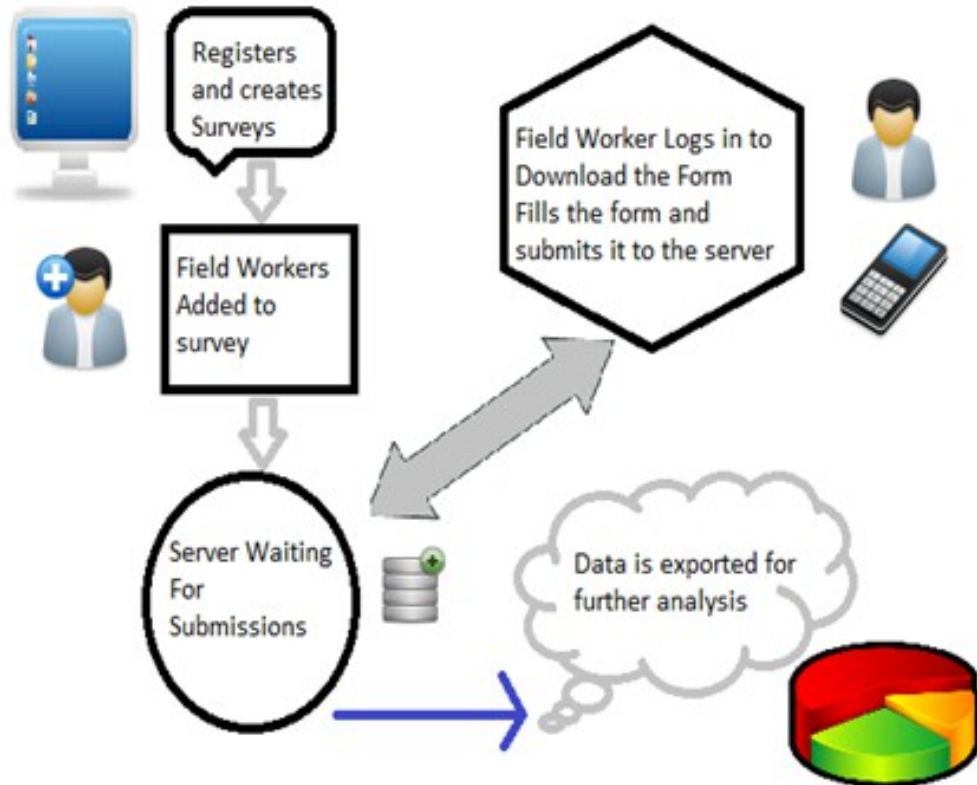 Registers
and creates
Surveys
Field Workers
Added to
survey
Server Waiting
For
Submissions
Field Worker Logs in to
Download the Form
Fills the form and
submits it to the server
Data is exported for
further analysis